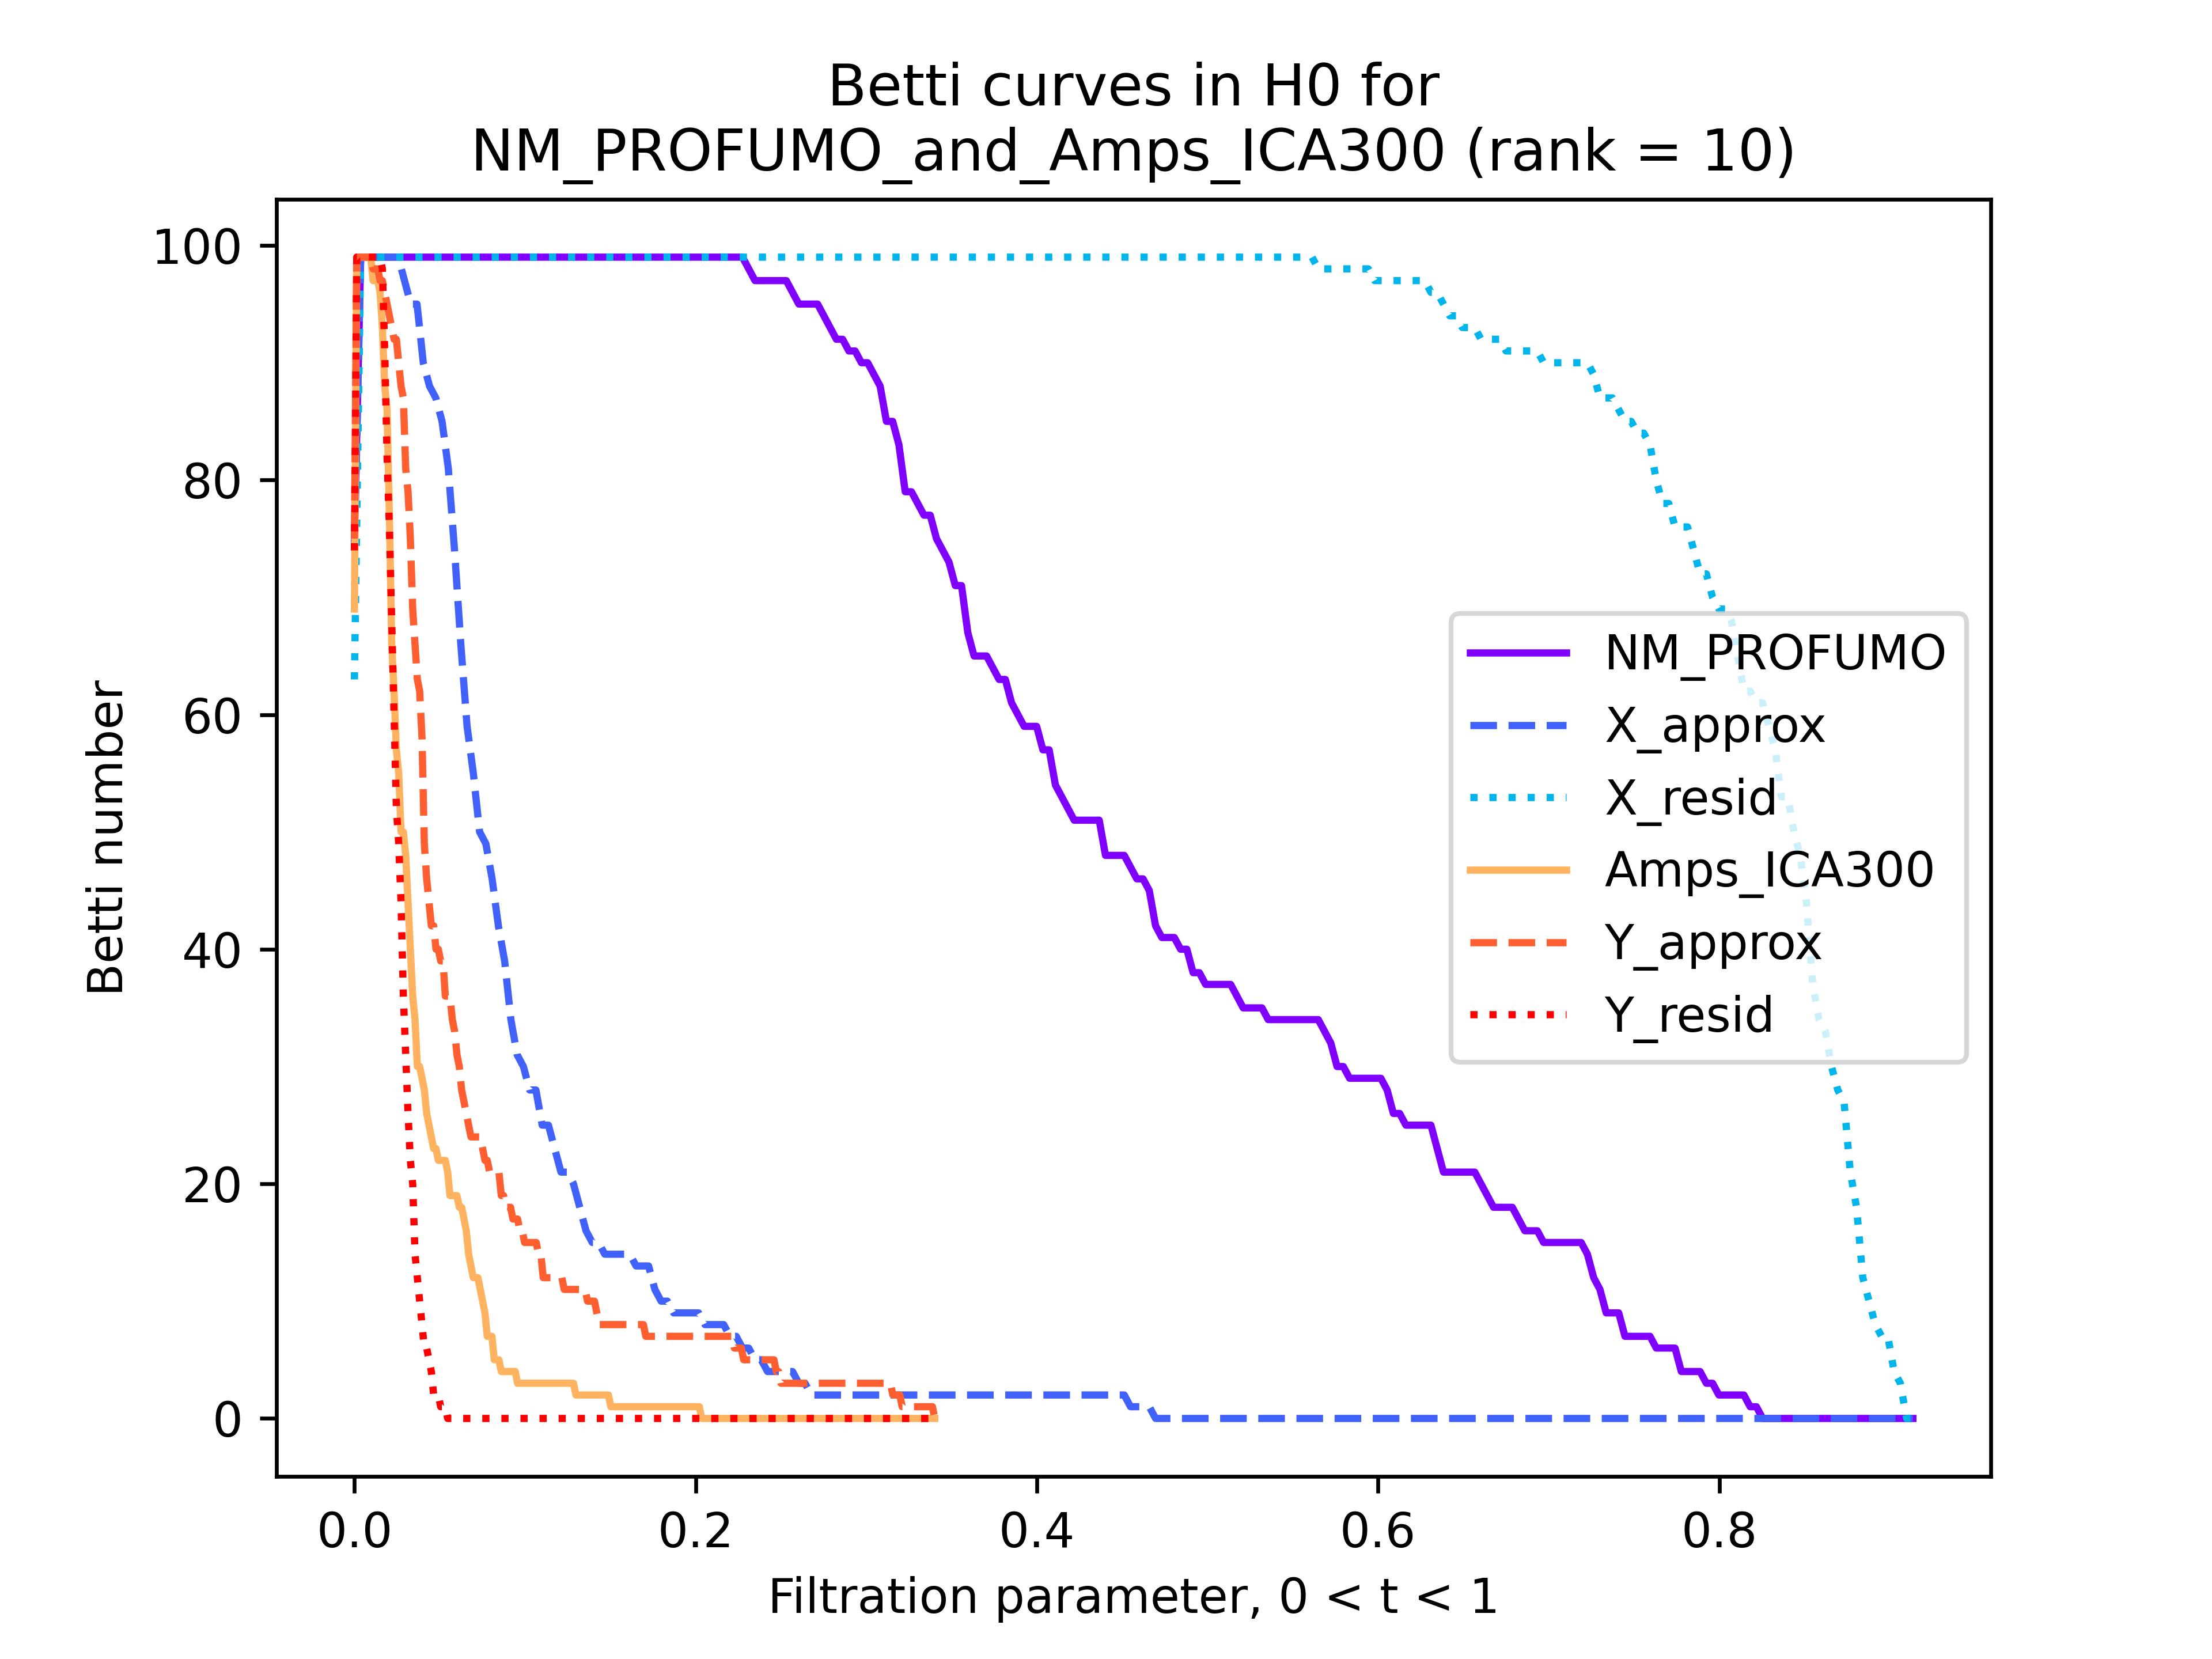 Betti curves in H0 for
NM_PROFUMO_and_Amps_ICA300 (rank = 10)
100
80
60
40
20
0
Betti number
NM_PROFUMO
X_approx
X_resid
Amps_ICA300
Y_approx
Y_resid
0.0 0.2 0.4 0.6 0.8
Filtration parameter, 0 < t < 1